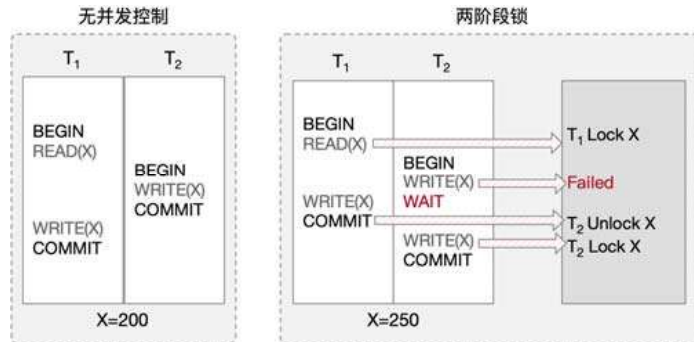 无并发控制
T₁ T₂
BEGIN
READ(X)
BEGIN
WRITE(X)
COMMIT
WRITE(X)
COMMIT
X=200
两阶段锁
T₁ T₂
BEGIN
READ(X)
T₁ Lock X
BEGIN
WRITE(X)
Failed
WAIT
WRITE(X)
COMMIT
T₂ Unlock X
WRITE(X)
T₂ Lock X
COMMIT
X=250